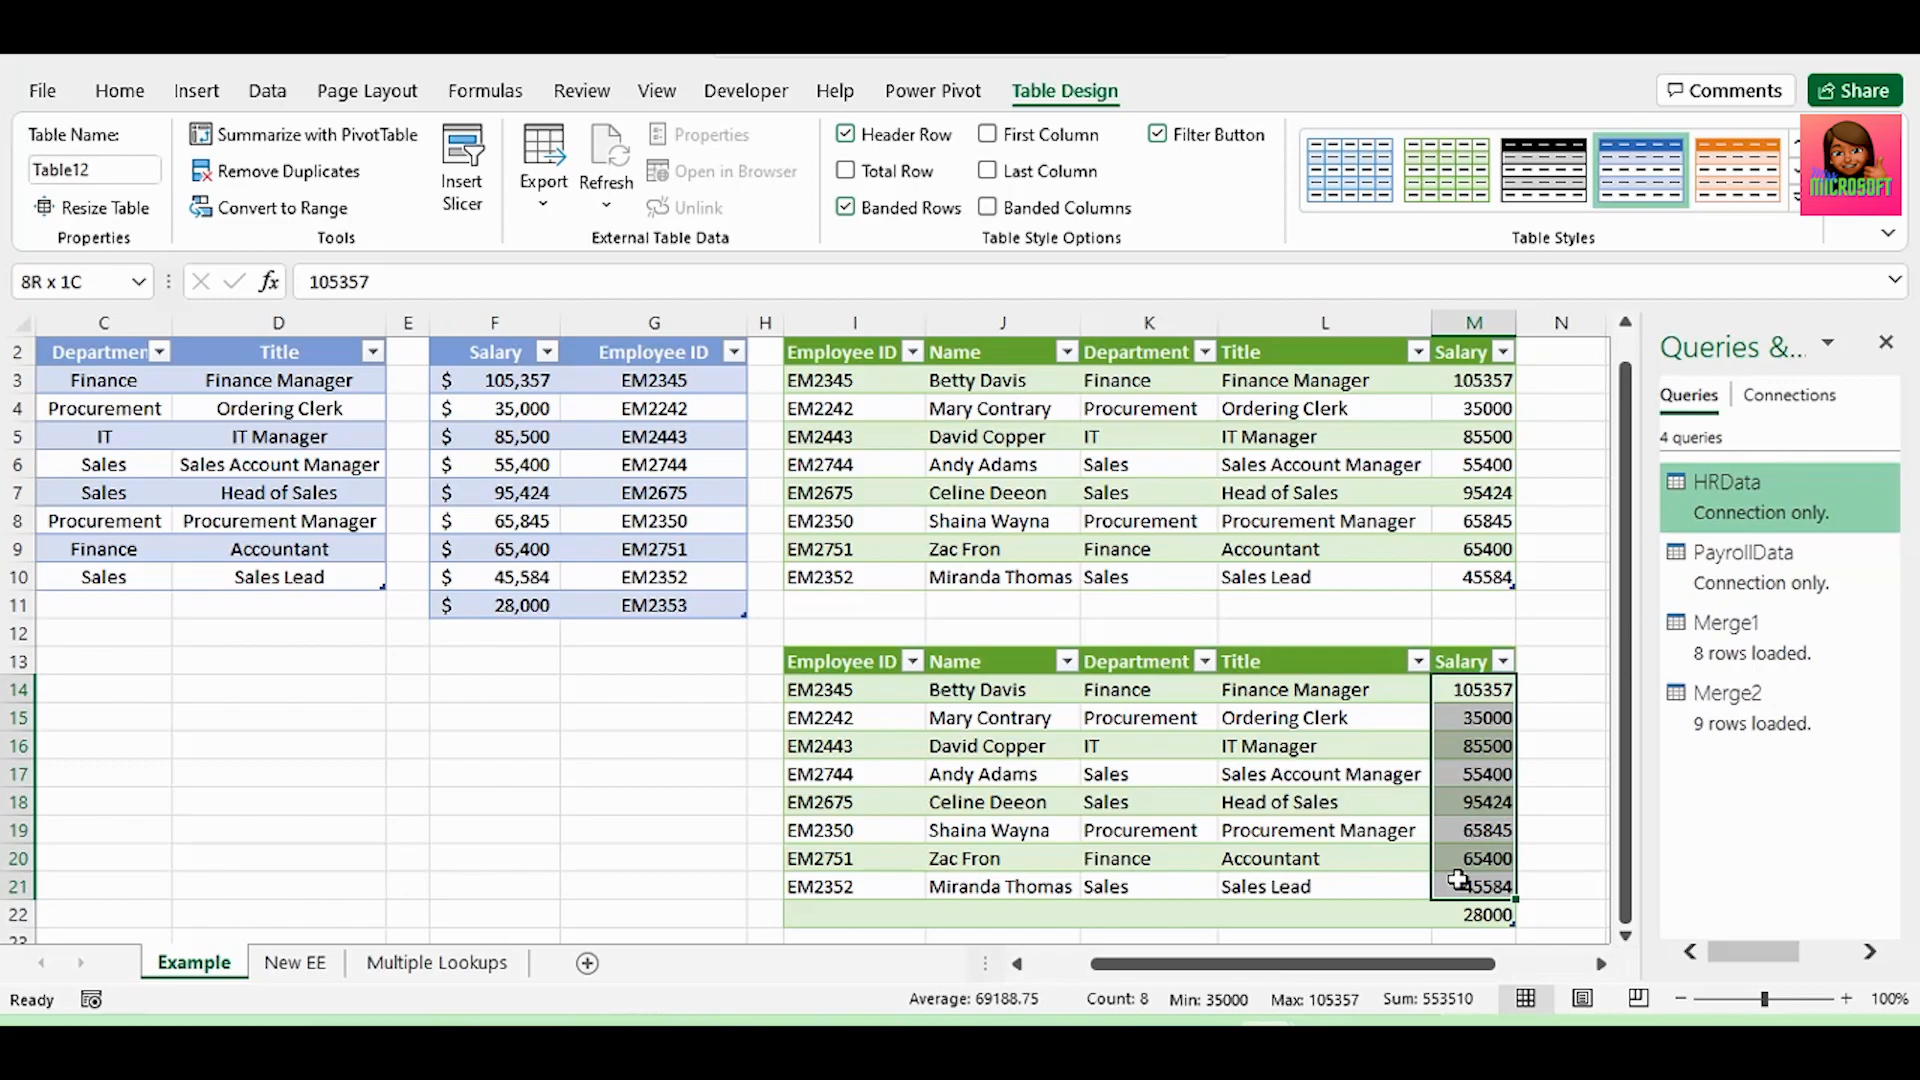 File Home Insert Data Page Layout Formulas Review View Developer Help Power Pivot Table Design Comments Share
Table Name:
Table12
Resize Table
Properties
Summarize with PivotTable
Remove Duplicates
Convert to Range
Tools
Insert
Slicer
Export
Refresh
Properties
Open in Browser
Unlink
External Table Data
Header Row First Column Filter Button
Total Row Last Column
Banded Rows Banded Columns
Table Style Options
Table Styles
MICROSOFT
8R x 1C fx 105357
C D E F G H I J K L M N
2 Departmen Title Salary Employee ID Employee ID Name Department Title Salary
3 Finance Finance Manager $ 105,357 EM2345 EM2345 Betty Davis Finance Finance Manager 105357
4 Procurement Ordering Clerk $ 35,000 EM2242 EM2242 Mary Contrary Procurement Ordering Clerk 35000
5 IT IT Manager $ 85,500 EM2443 EM2443 David Copper IT IT Manager 85500
6 Sales Sales Account Manager $ 55,400 EM2744 EM2744 Andy Adams Sales Sales Account Manager 55400
7 Sales Head of Sales $ 95,424 EM2675 EM2675 Celine Deeon Sales Head of Sales 95424
8 Procurement Procurement Manager $ 65,845 EM2350 EM2350 Shaina Wayna Procurement Procurement Manager 65845
9 Finance Accountant $ 65,400 EM2751 EM2751 Zac Fron Finance Accountant 65400
10 Sales Sales Lead $ 45,584 EM2352 EM2352 Miranda Thomas Sales Sales Lead 45584
11 $ 28,000 EM2353
12
13 Employee ID Name Department Title Salary
14 EM2345 Betty Davis Finance Finance Manager 105357
15 EM2242 Mary Contrary Procurement Ordering Clerk 35000
16 EM2443 David Copper IT IT Manager 85500
17 EM2744 Andy Adams Sales Sales Account Manager 55400
18 EM2675 Celine Deeon Sales Head of Sales 95424
19 EM2350 Shaina Wayna Procurement Procurement Manager 65845
20 EM2751 Zac Fron Finance Accountant 65400
21 EM2352 Miranda Thomas Sales Sales Lead 45584
22 28000
23
Queries &...
Queries Connections
4 queries
HRData
Connection only.
PayrollData
Connection only.
Merge1
8 rows loaded.
Merge2
9 rows loaded.
Example New EE Multiple Lookups
Ready Average: 69188.75 Count: 8 Min: 35000 Max: 105357 Sum: 553510 100%